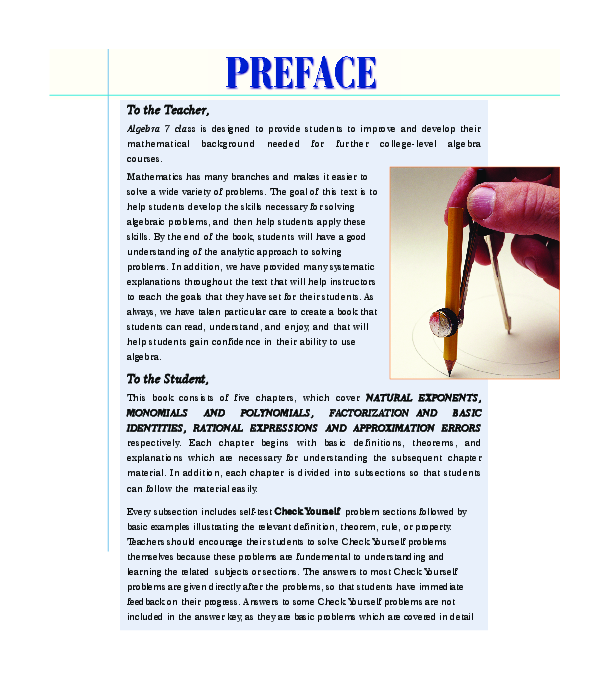 PREFACE
To the Teacher,
Algebra 7 class is designed to provide students to improve and develop their
mathematical background needed for further college-level algebra
courses.
Mathematics has many branches and makes it easier to
solve a wide variety of problems. The goal of this text is to
help students develop the skills necessary for solving
algebraic problems, and then help students apply these
skills. By the end of the book, students will have a good
understanding of the analytic approach to solving
problems. In addition, we have provided many systematic
explanations throughout the text that will help instructors
to reach the goals that they have set for their students. As
always, we have taken particular care to create a book that
students can read, understand, and enjoy, and that will
help students gain confidence in their ability to use
algebra.
To the Student,
This book consists of five chapters, which cover NATURAL EXPONENTS,
MONOMIALS AND POLYNOMIALS, FACTORIZATION AND BASIC
IDENTITIES, RATIONAL EXPRESSIONS AND APPROXIMATION ERRORS
respectively. Each chapter begins with basic definitions, theorems, and
explanations which are necessary for understanding the subsequent chapter
material. In addition, each chapter is divided into subsections so that students
can follow the material easily.
Every subsection includes self-test Check Yourself problem sections followed by
basic examples illustrating the relevant definition, theorem, rule, or property.
Teachers should encourage their students to solve Check Yourself problems
themselves because these problems are fundemental to understanding and
learning the related subjects or sections. The answers to most Check Yourself
problems are given directly after the problems, so that students have immediate
feedback on their progress. Answers to some Check Yourself problems are not
included in the answer key, as they are basic problems which are covered in detail